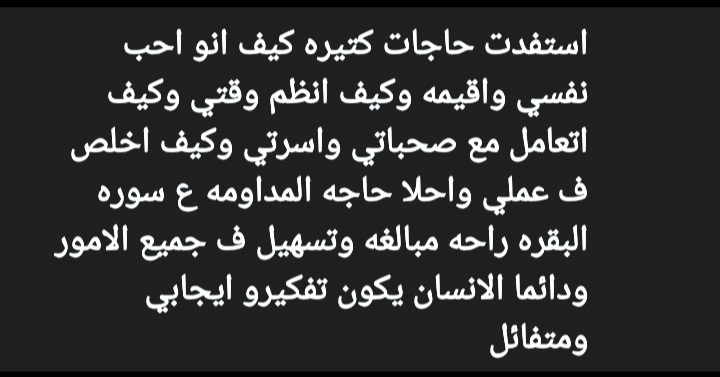 استفدت حاجات كتيره كيف انو احب
نفسي واقيمه وكيف انظم وقتي وكيف
اتعامل مع صحباتي واسرتي وكيف اخلص
ف عملي واحلا حاجه المداومه ع سوره
البقره راحه مبالغه وتسهيل ف جميع الامور
ودائما الانسان يكون تفكيرو ايجابي
ومتفائل